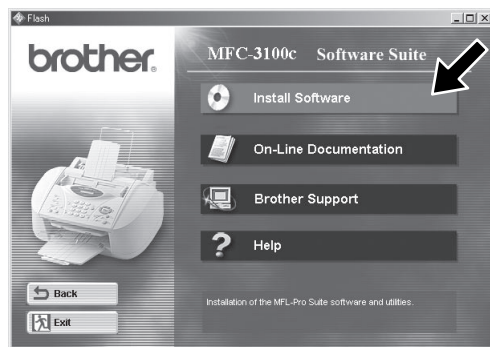 Flash
brother
MFC-3100c Software Suite
Install Software
On-Line Documentation
Brother Support
Help
Back
Exit
Installation of the MFL-Pro Suite software and utilities.